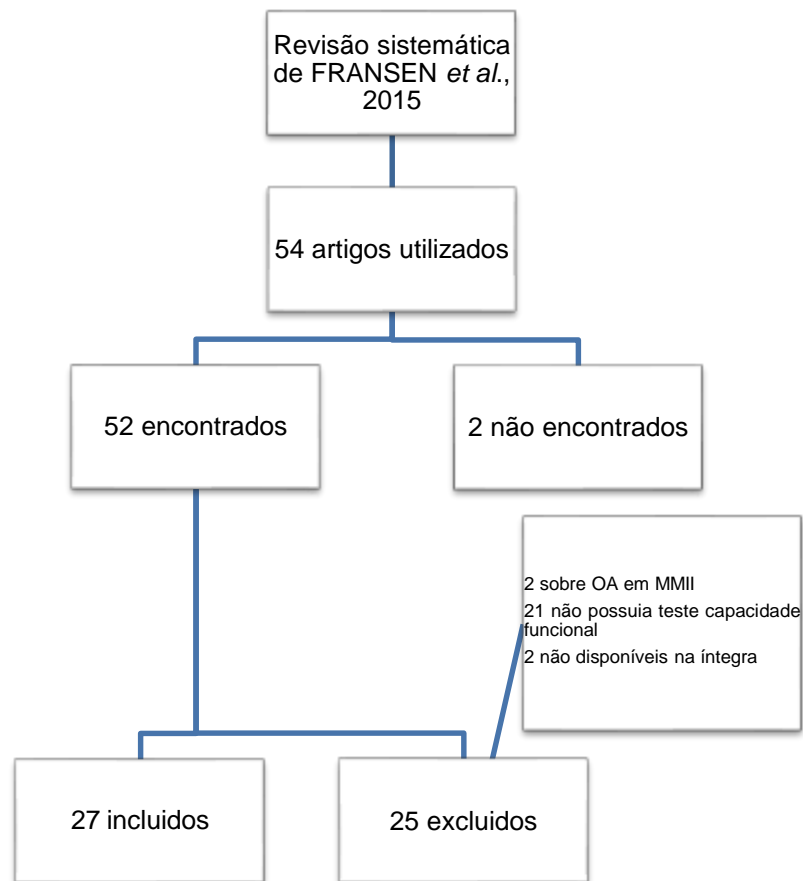 Revisão sistemática
de FRANSEN et al.,
2015
54 artigos utilizados
52 encontrados
2 não encontrados
2 sobre OA em MMII
21 não possuia teste capacidade
funcional
2 não disponíveis na íntegra
27 incluidos
25 excluidos